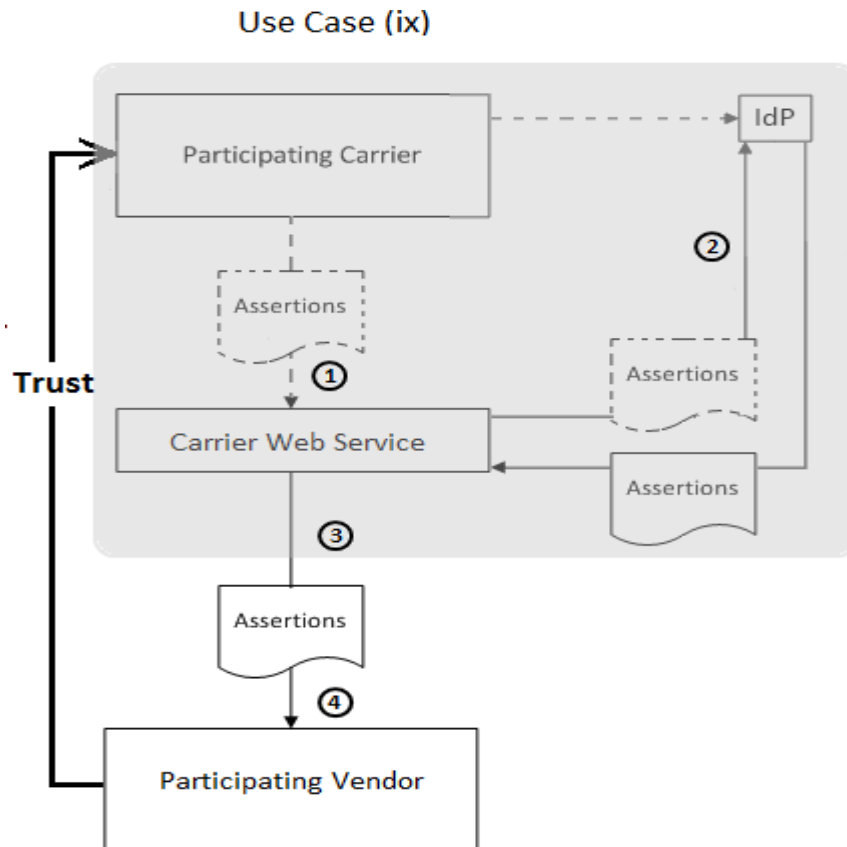 Use Case (ix)
IdP
Participating Carrier
2
Assertions
Assertions
1
Trust
Carrier Web Service
Assertions
3
Assertions
4
Participating Vendor